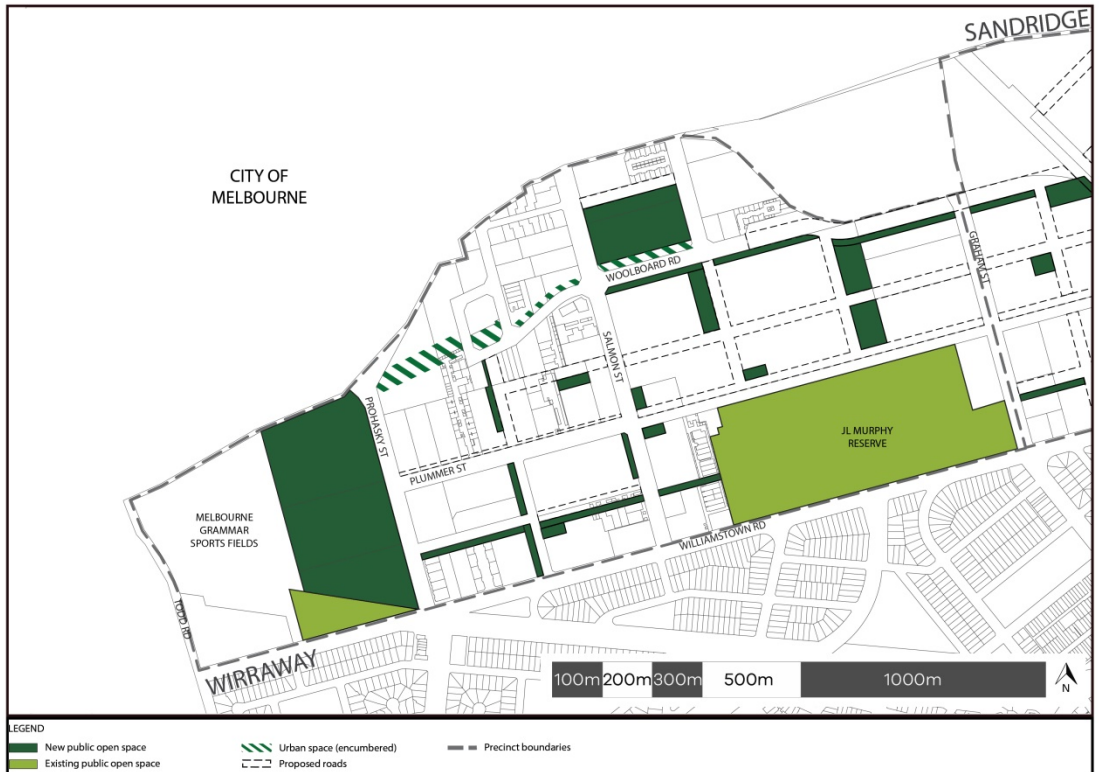 SANDRIDGE
CITY OF
MELBOURNE
WOOLBOARD RD
GRAHAM ST
SALMON ST
PROHASKY ST
JL MURPHY
RESERVE
PLUMMER ST
MELBOURNE
GRAMMAR
SPORTS FIELDS
WILLIAMSTOWN RD
TODD RD
WIRRAWAY
100m 200m 300m 500m 1000m
N
LEGEND
New public open space
Existing public open space
Urban space (encumbered)
Proposed roads
Precinct boundaries